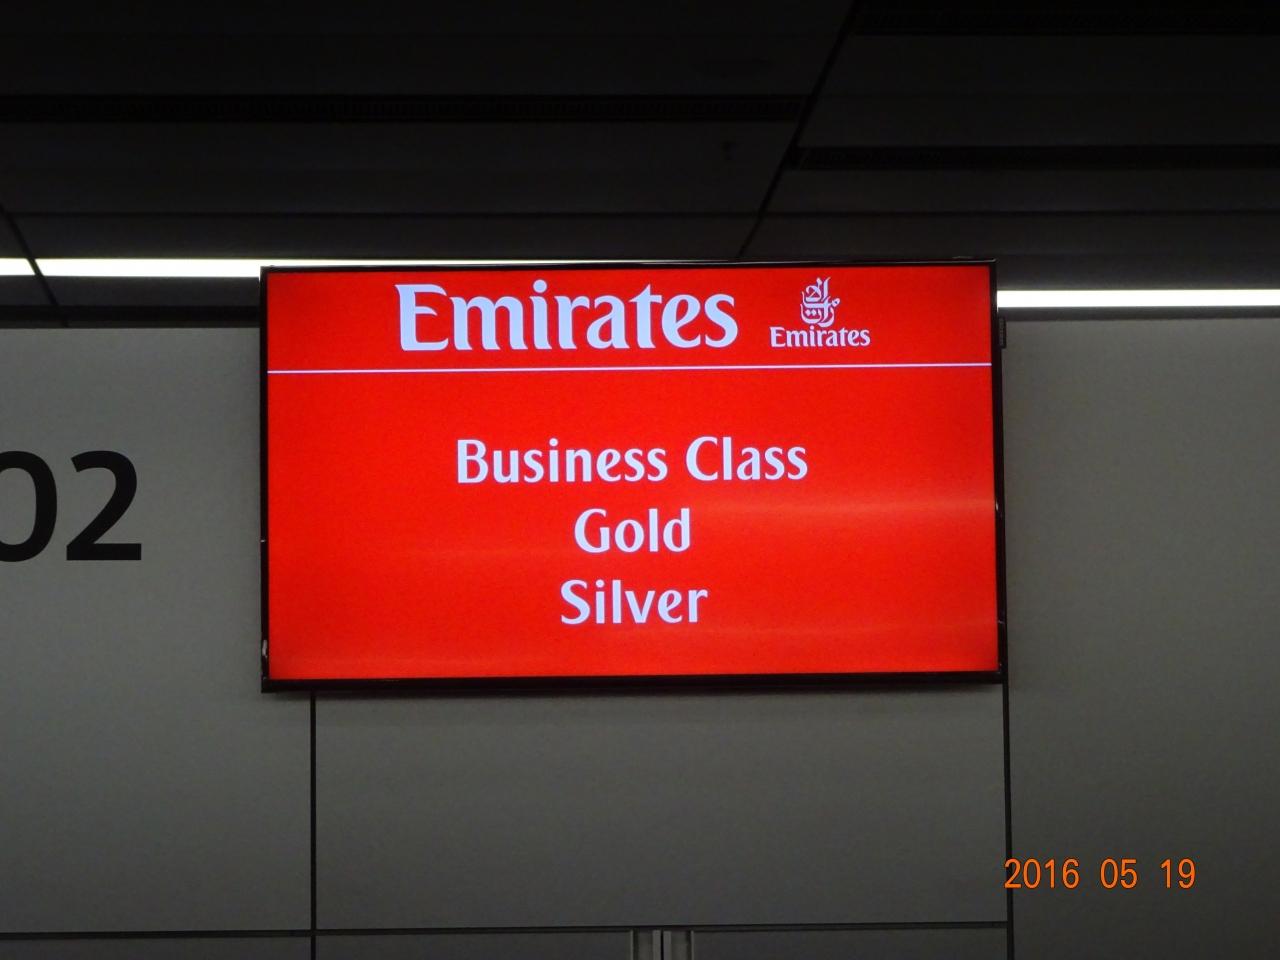 Emirates
Emirates
Business Class
Gold
Silver
02
2016 05 19